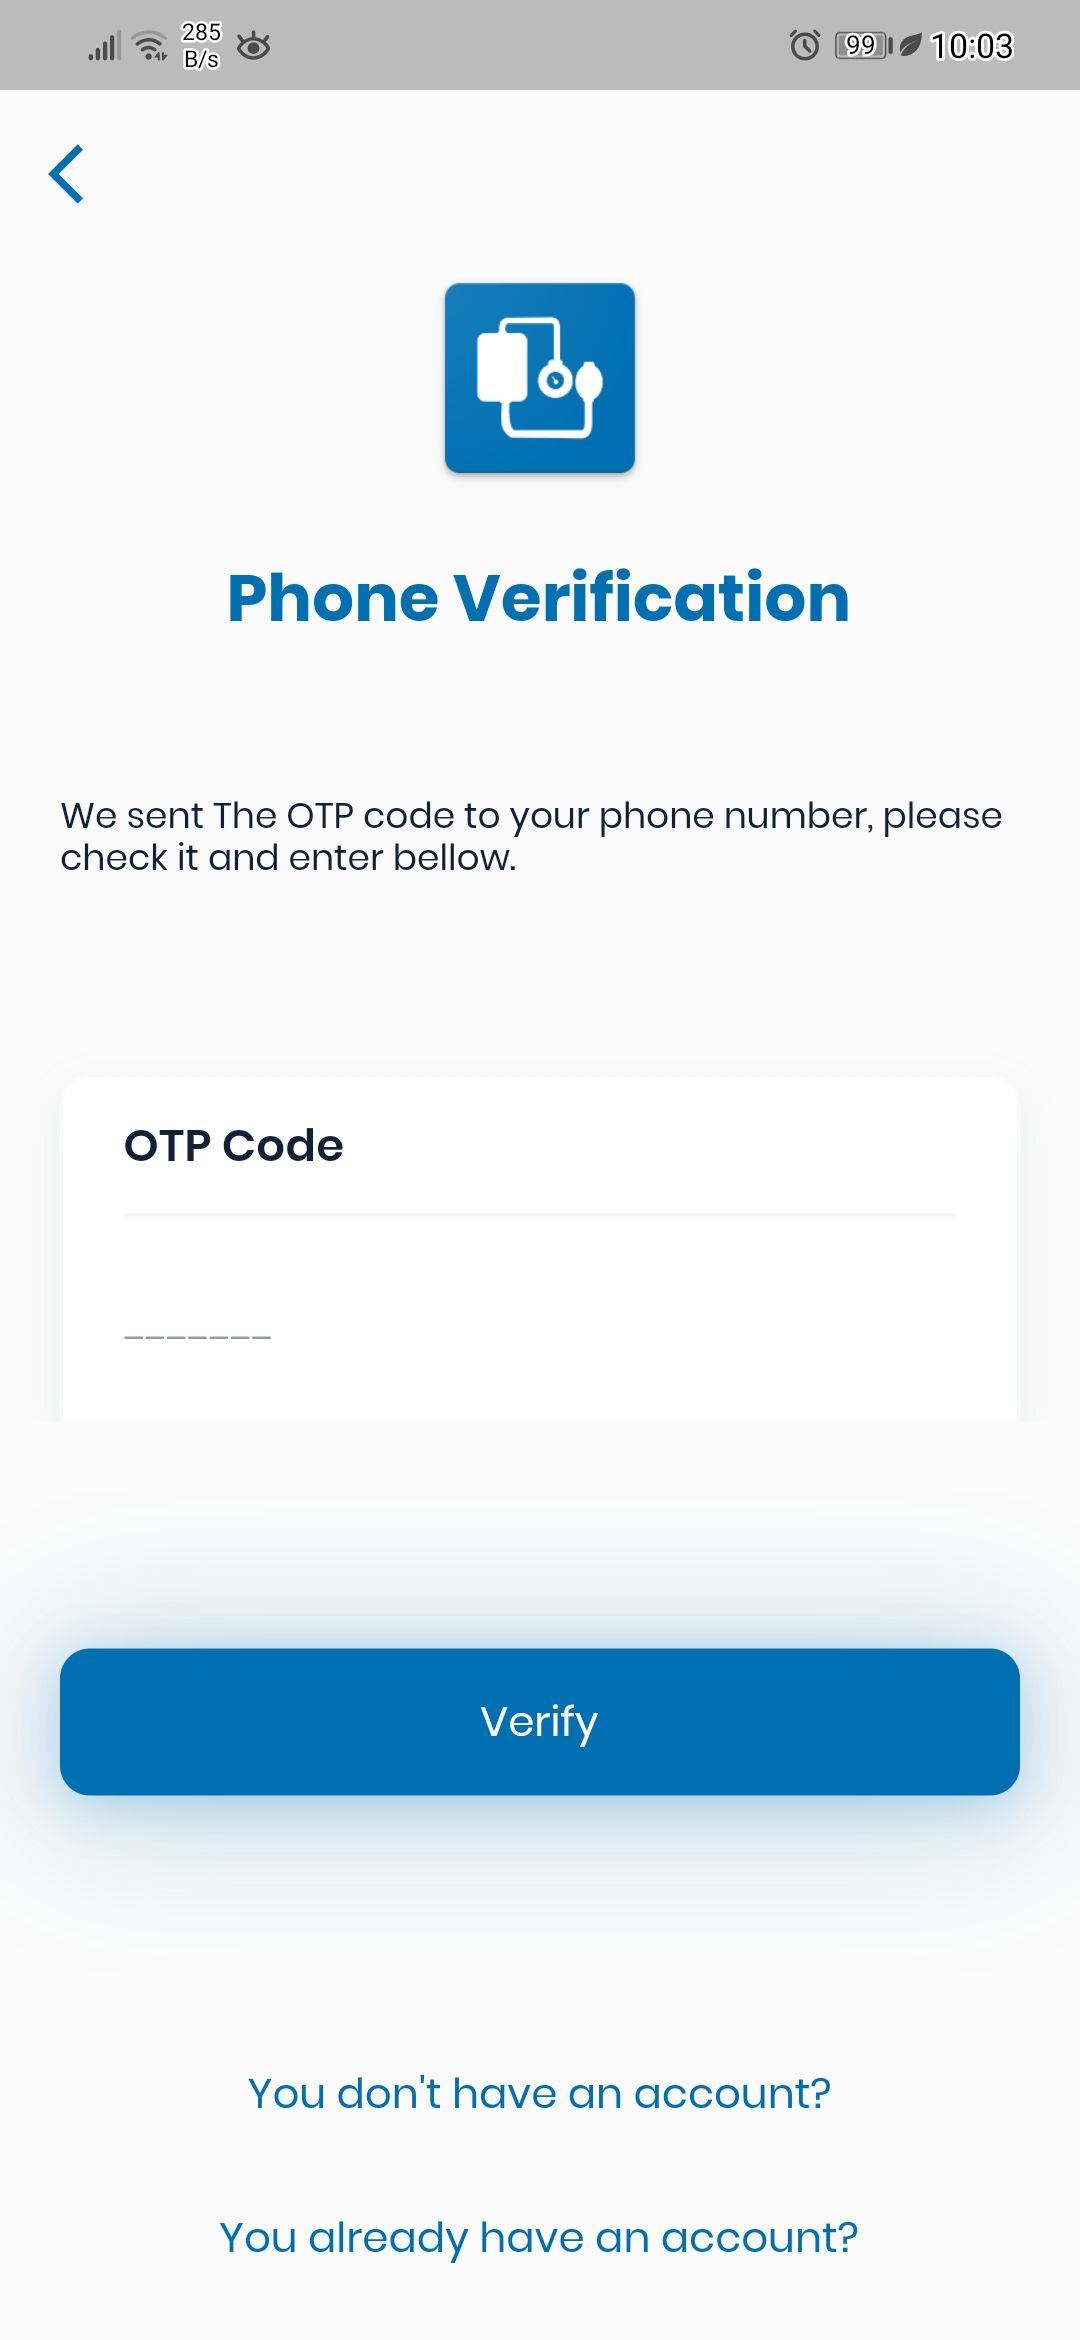 285
B/s
99
10:03
Phone Verification
We sent The OTP code to your phone number, please
check it and enter bellow.
OTP Code
_______
Verify
You don't have an account?
You already have an account?